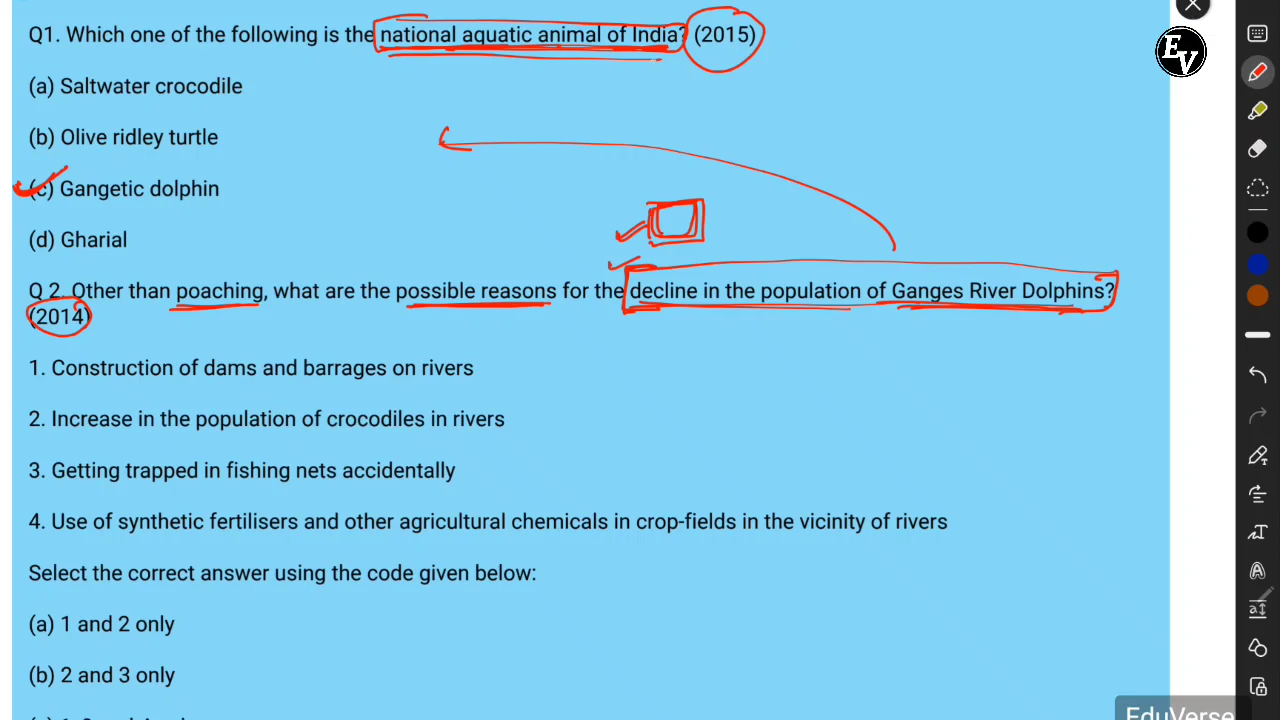 Q1. Which one of the following is the national aquatic animal of India? (2015)
EV
(a) Saltwater crocodile
(b) Olive ridley turtle
(c) Gangetic dolphin
(d) Gharial
Q 2. Other than poaching, what are the possible reasons for the decline in the population of Ganges River Dolphins?
(2014)
1. Construction of dams and barrages on rivers
2. Increase in the population of crocodiles in rivers
3. Getting trapped in fishing nets accidentally
4. Use of synthetic fertilisers and other agricultural chemicals in crop-fields in the vicinity of rivers
Select the correct answer using the code given below:
(a) 1 and 2 only
(b) 2 and 3 only
EduVerse